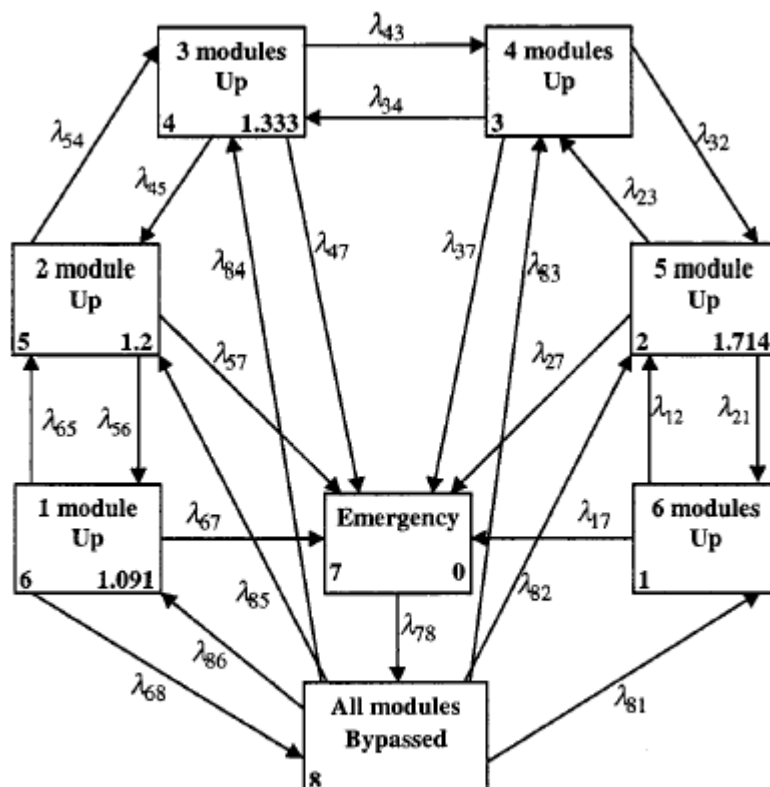 3 modules
Up
4 1.333
4 modules
Up
3
λ43
λ34
λ54
λ45
λ32
λ23
λ47
λ84
λ37
λ83
2 module
Up
5 1.2
5 module
Up
2 1.714
λ57
λ27
λ65
λ56
λ12
λ21
1 module
Up
6 1.091
λ67
Emergency
7 0
λ17
6 modules
Up
1
λ85
λ82
λ86
λ78
λ68
λ81
All modules
Bypassed
8